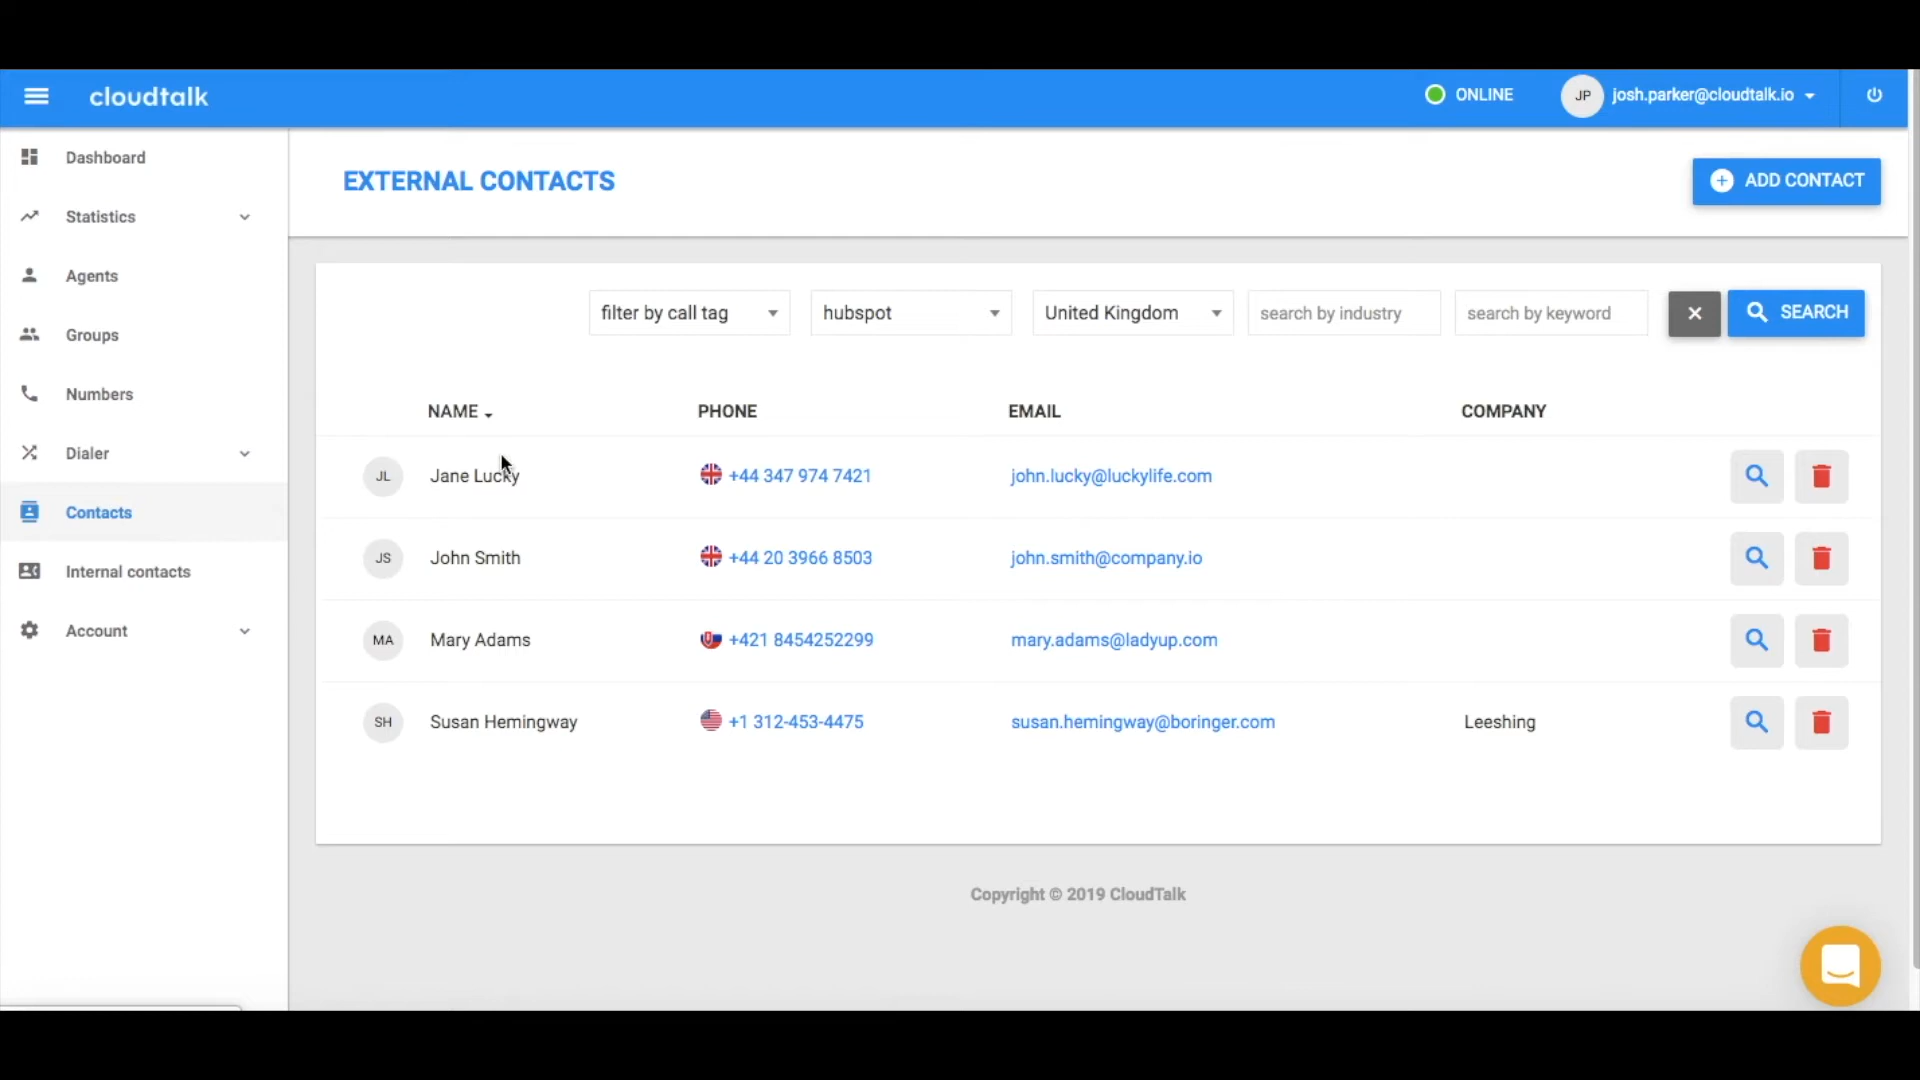 cloudtalk
ONLINE
JP josh.parker@cloudtalk.io
Dashboard
Statistics
Agents
Groups
Numbers
Dialer
Contacts
Internal contacts
Account
EXTERNAL CONTACTS
ADD CONTACT
filter by call tag hubspot United Kingdom search by industry search by keyword SEARCH
NAME PHONE EMAIL COMPANY
JL Jane Lucky +44 347 974 7421 john.lucky@luckylife.com
JS John Smith +44 20 3966 8503 john.smith@company.io
MA Mary Adams +421 8454252299 mary.adams@ladyup.com
SH Susan Hemingway +1 312-453-4475 susan.hemingway@boringer.com Leeshing
Copyright © 2019 CloudTalk